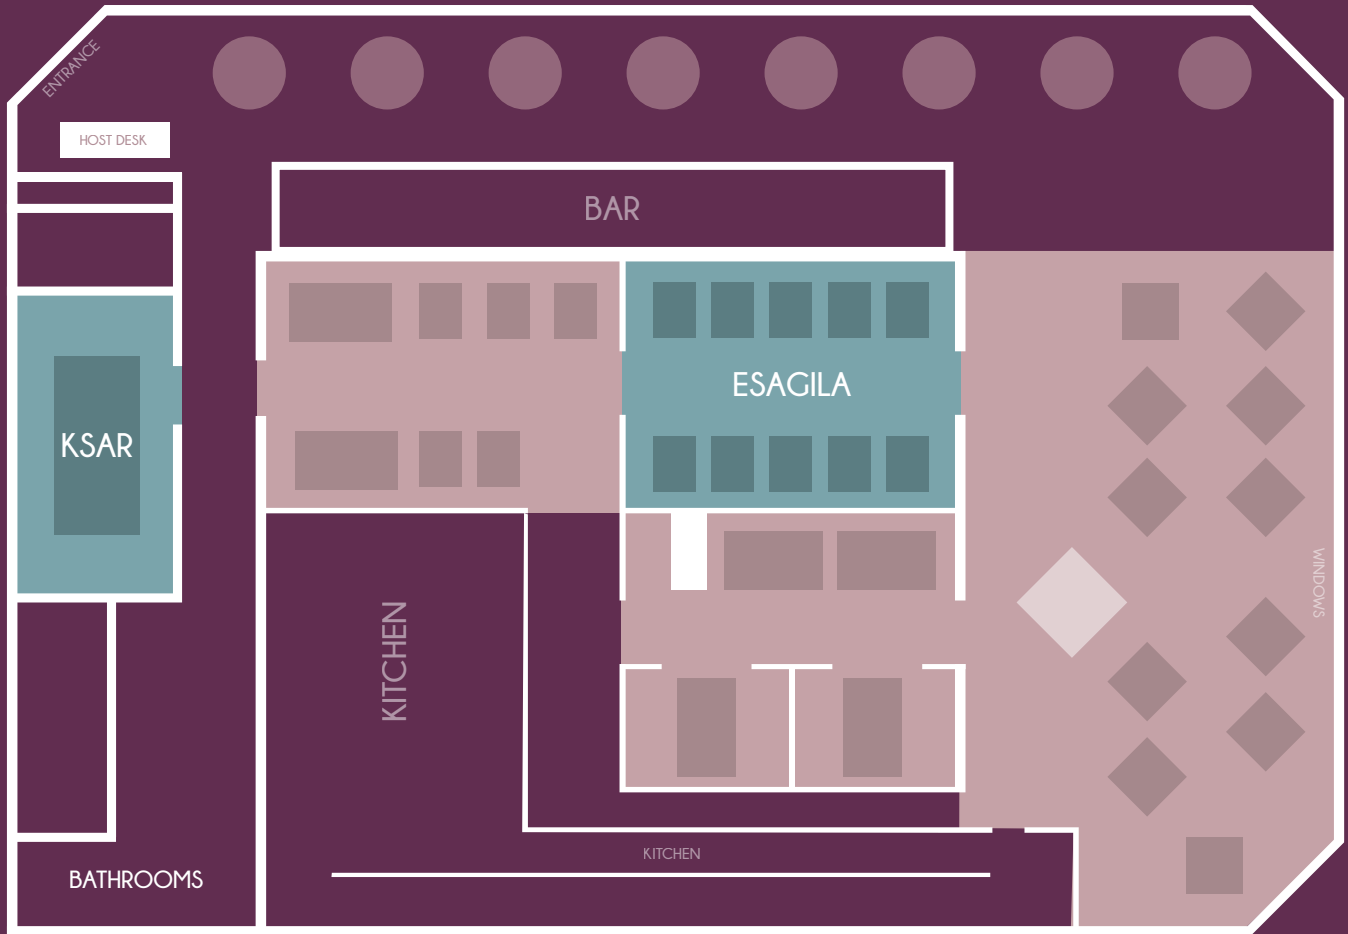 ENTRANCE
HOST DESK
BAR
ESAGILA
KSAR
WINDOWS
KITCHEN
KITCHEN
BATHROOMS